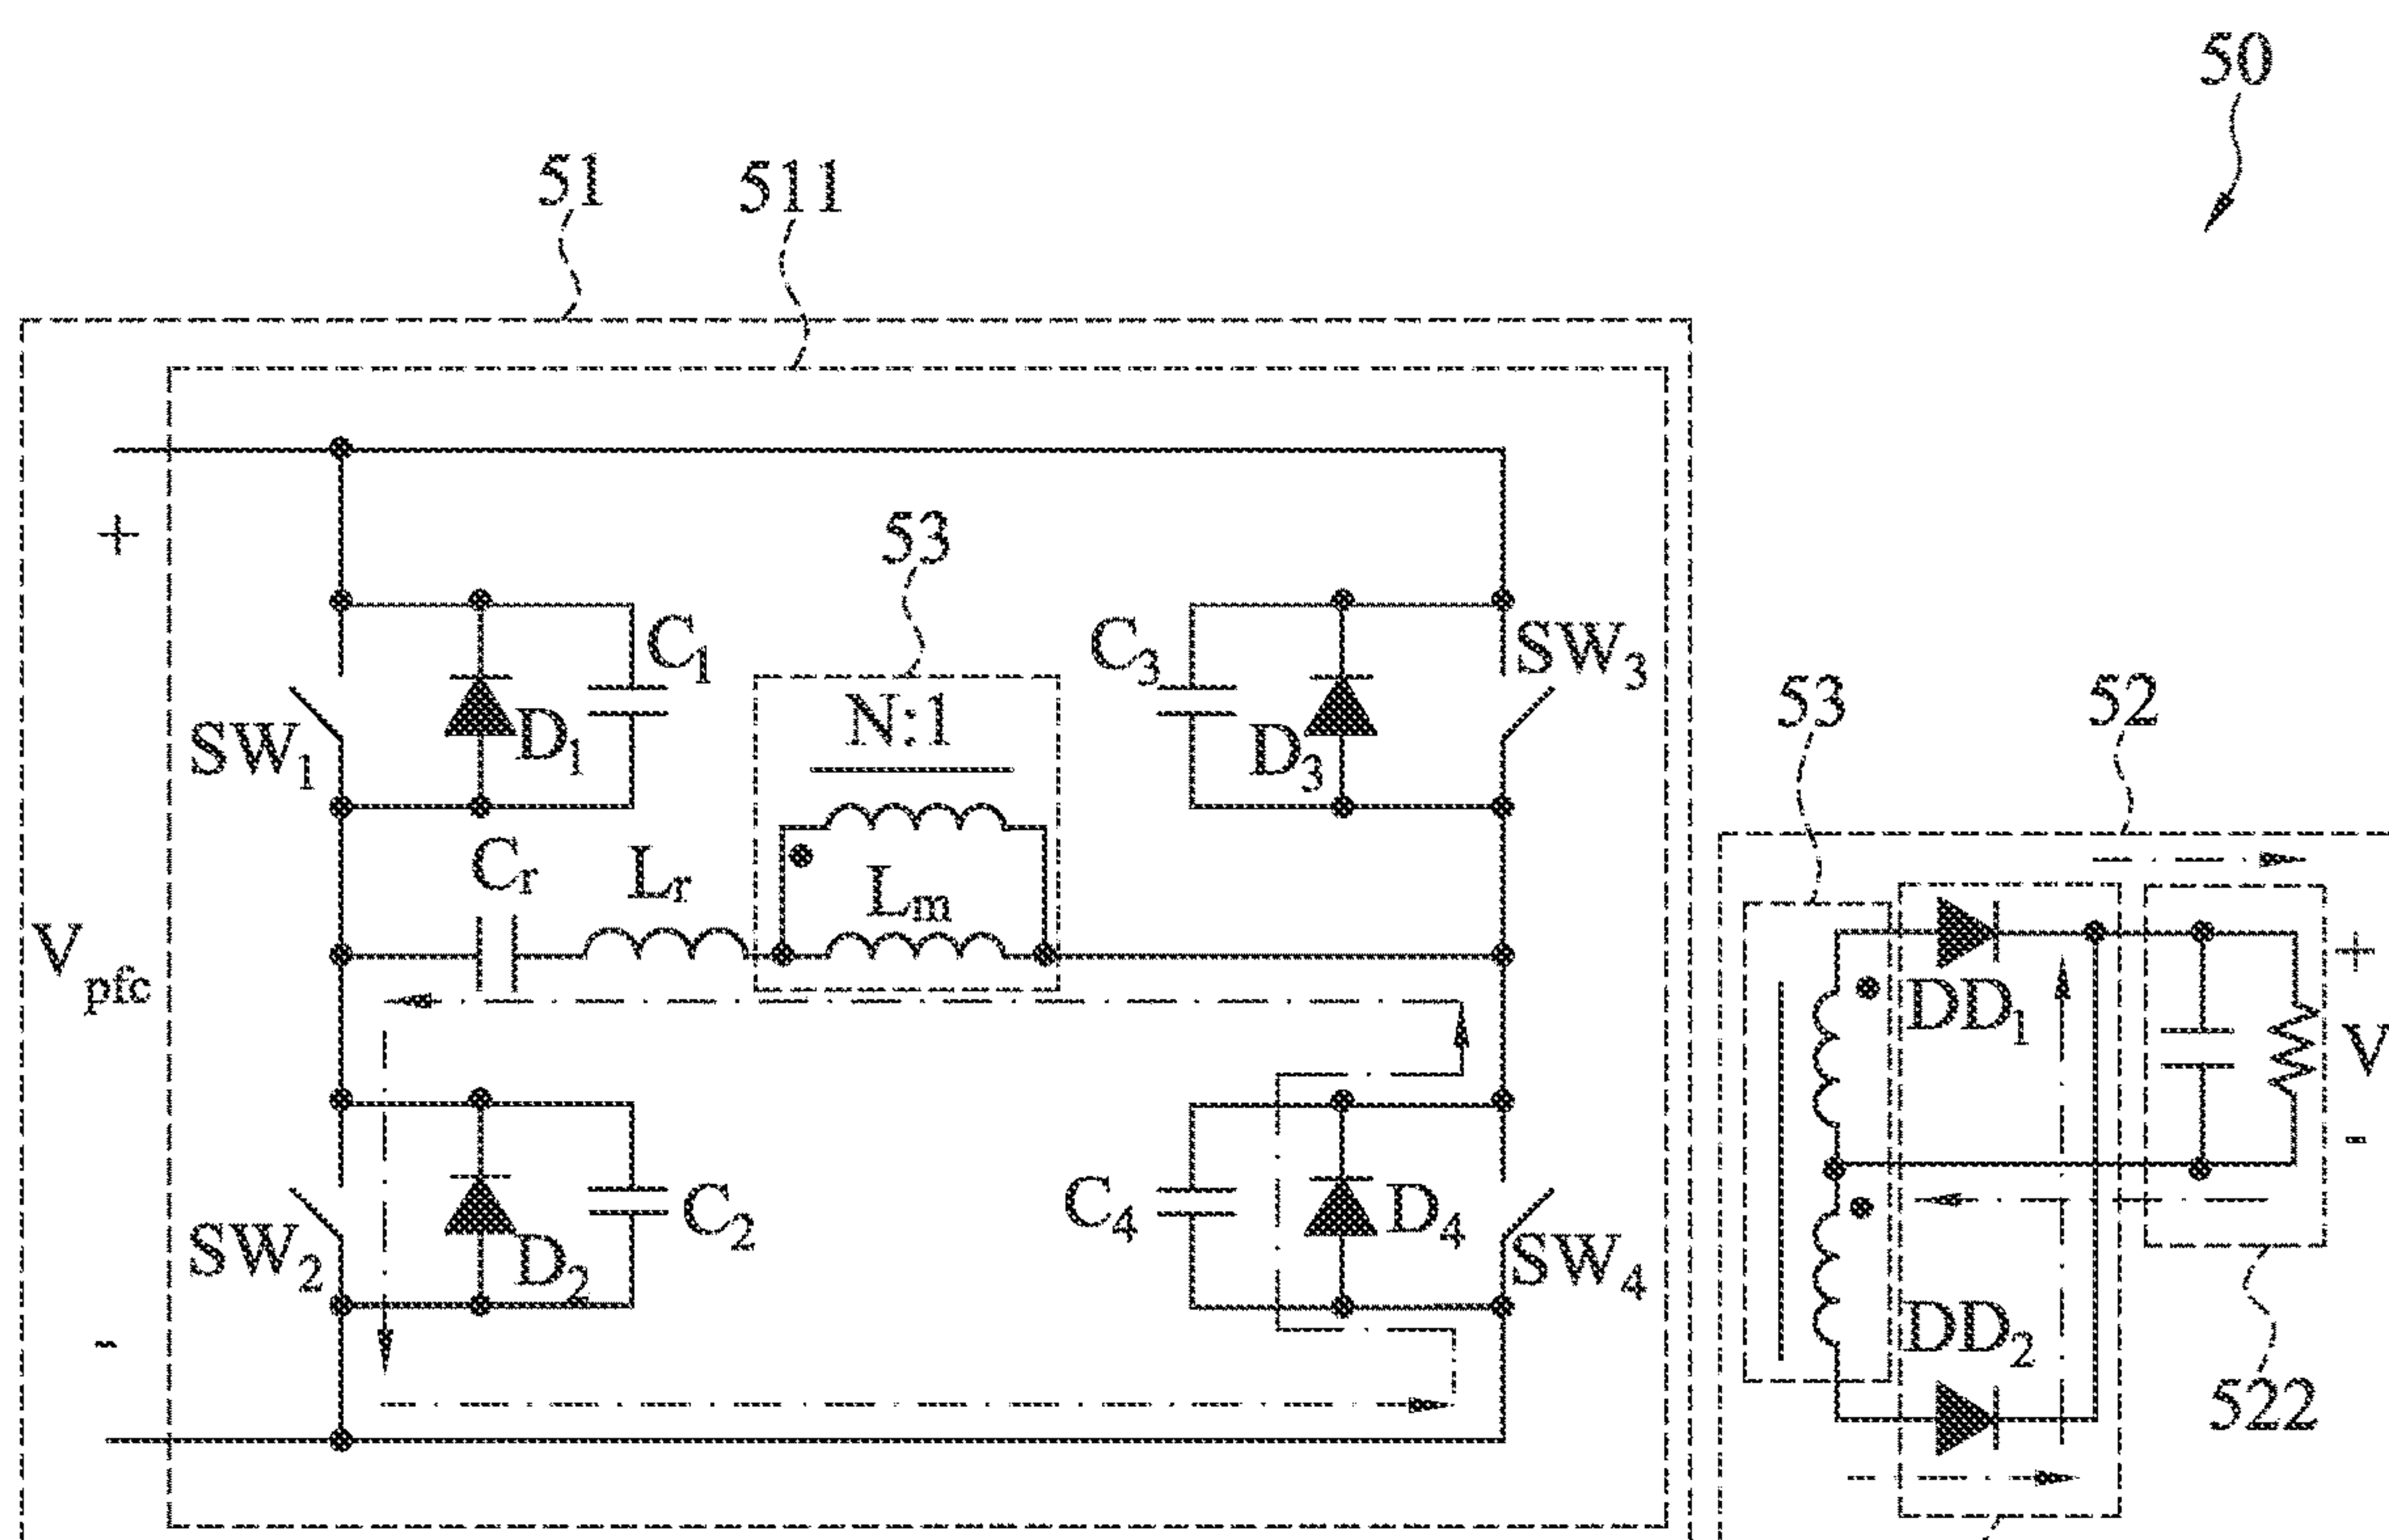 50
51
511
+
53
C1
C3
SW3
N:1
SW1
D1
D3
53
52
Cr
Lr
Lm
Vpfc
DD1
+
V
-
C2
C4
D4
SW2
D2
SW4
-
DD2
522